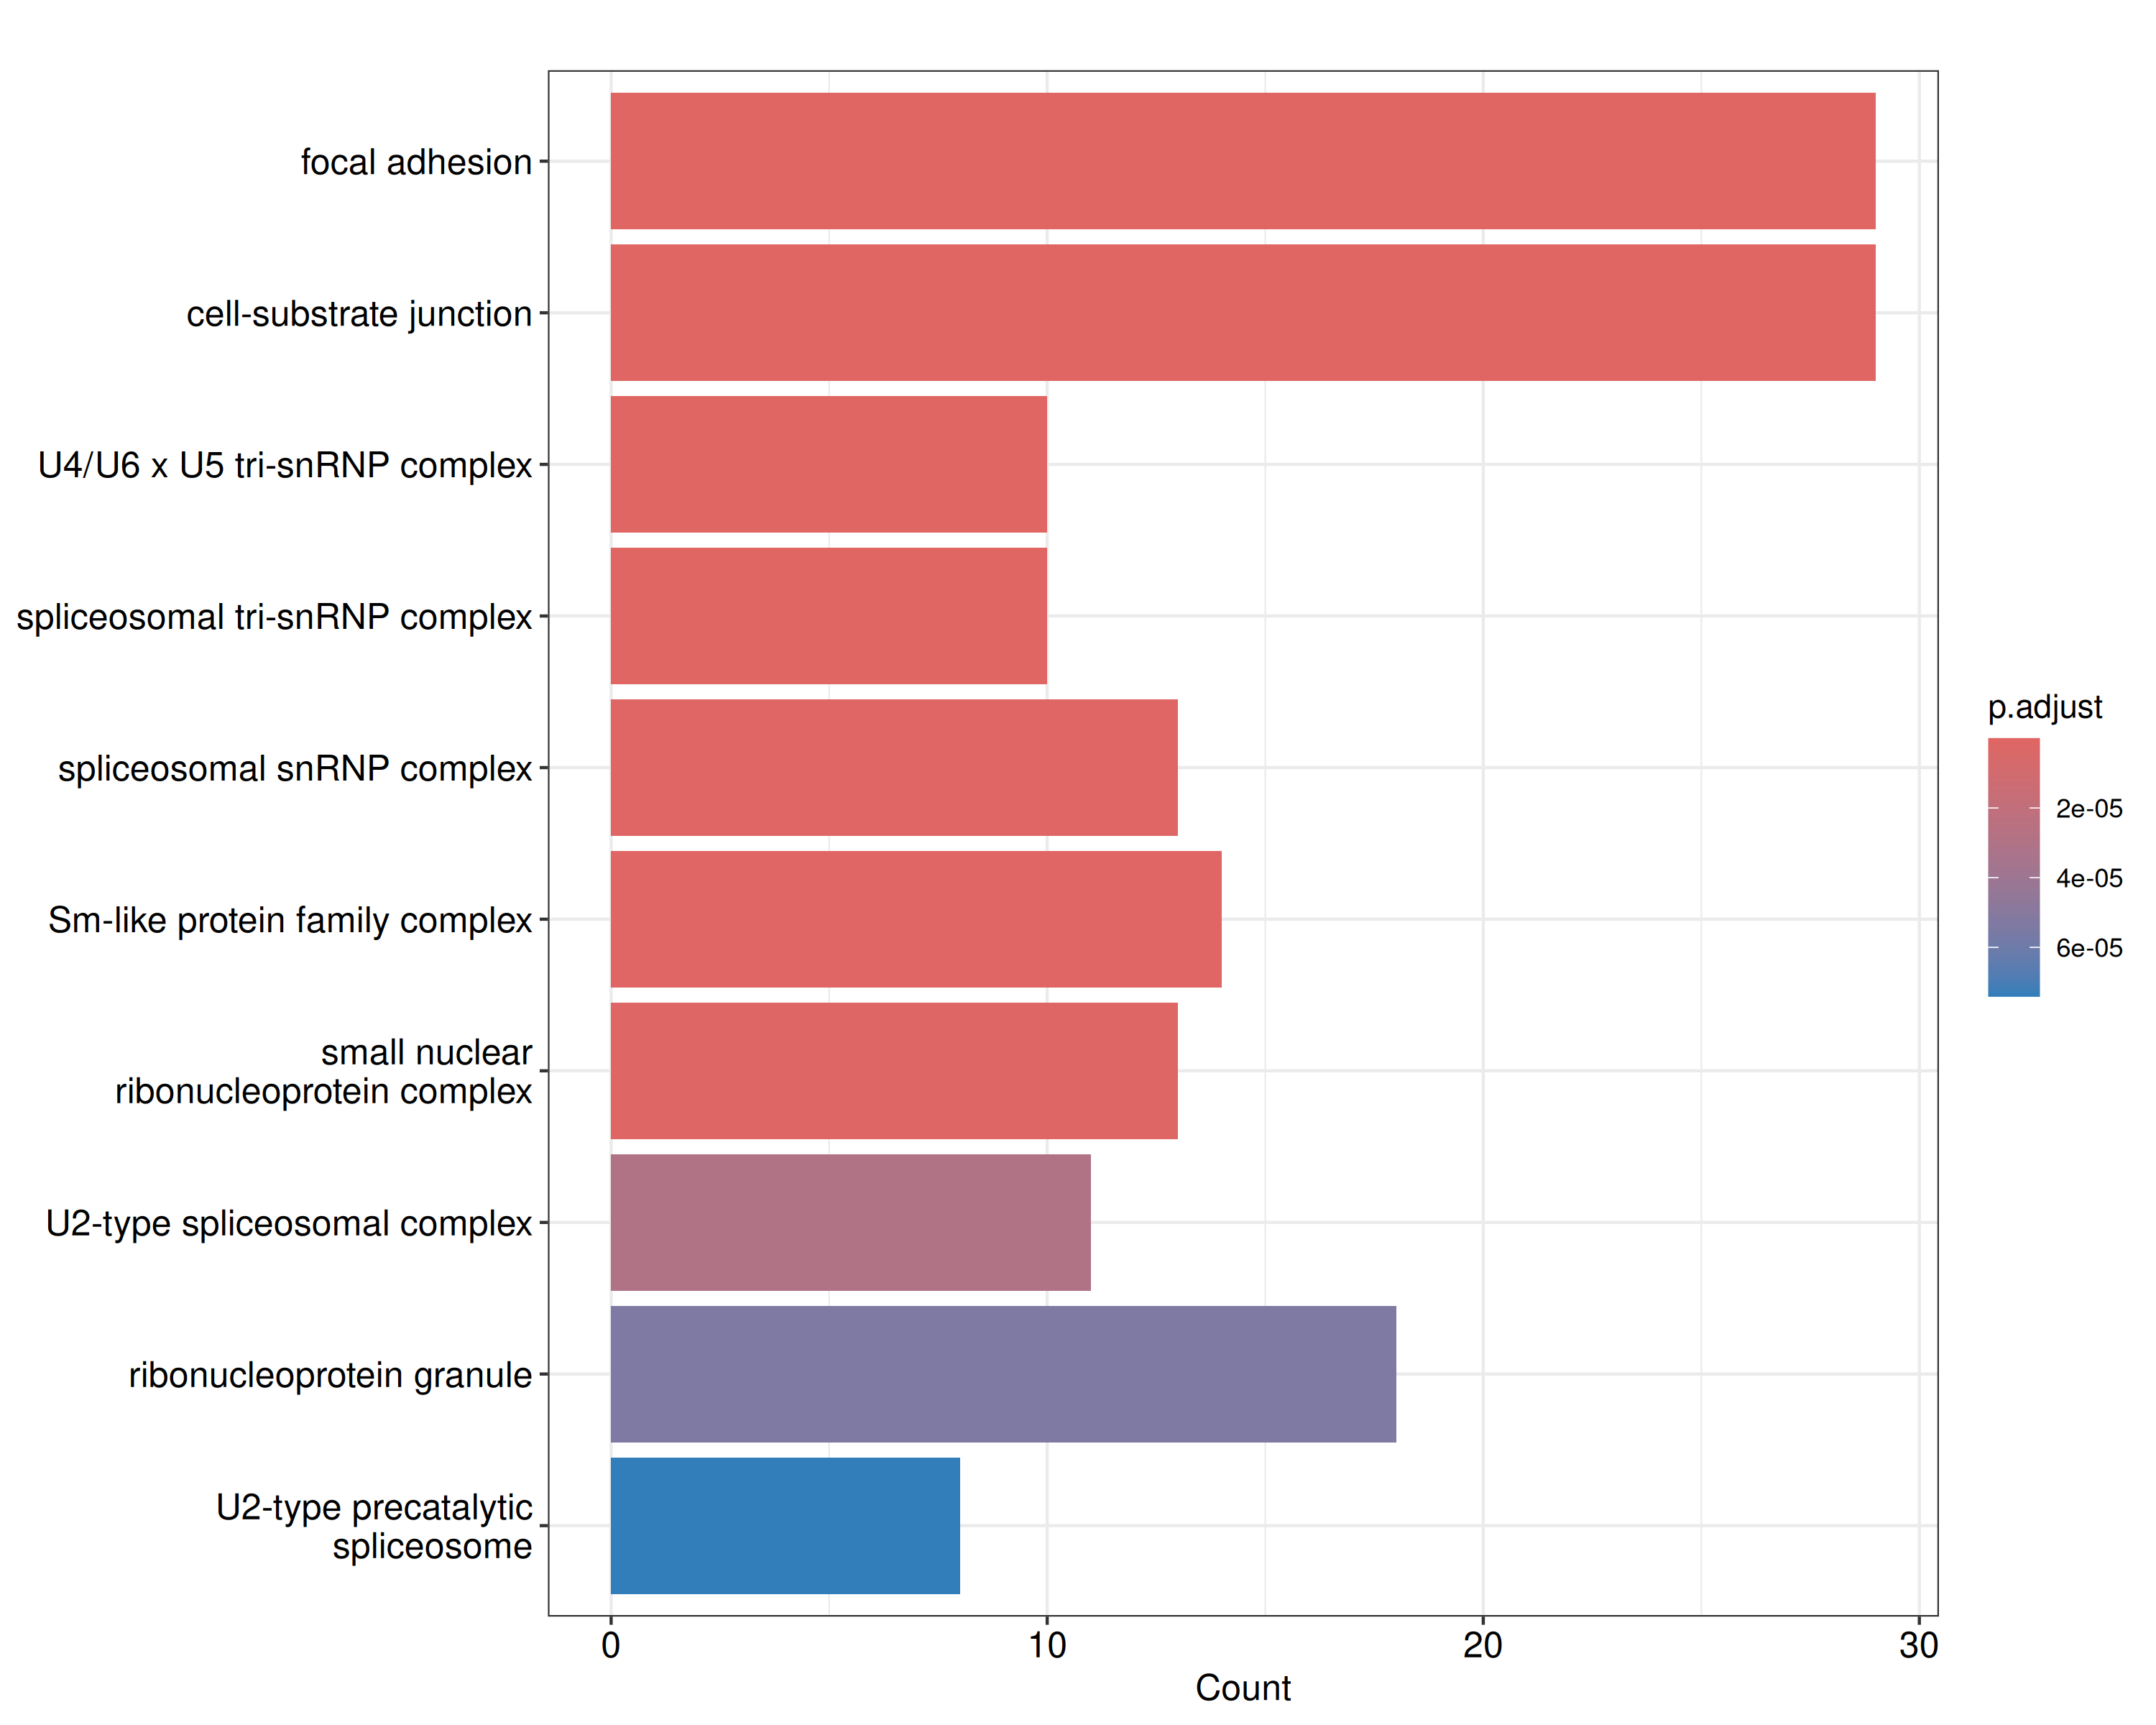 focal adhesion
cell-substrate junction
U4/U6 x U5 tri-snRNP complex
spliceosomal tri-snRNP complex
spliceosomal snRNP complex
Sm-like protein family complex
small nuclear
ribonucleoprotein complex
U2-type spliceosomal complex
ribonucleoprotein granule
U2-type precatalytic
spliceosome
0 10 20 30
Count
p.adjust
2e-05
4e-05
6e-05